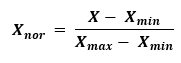 X_nor = (X − X_min) / (X_max − X_min)